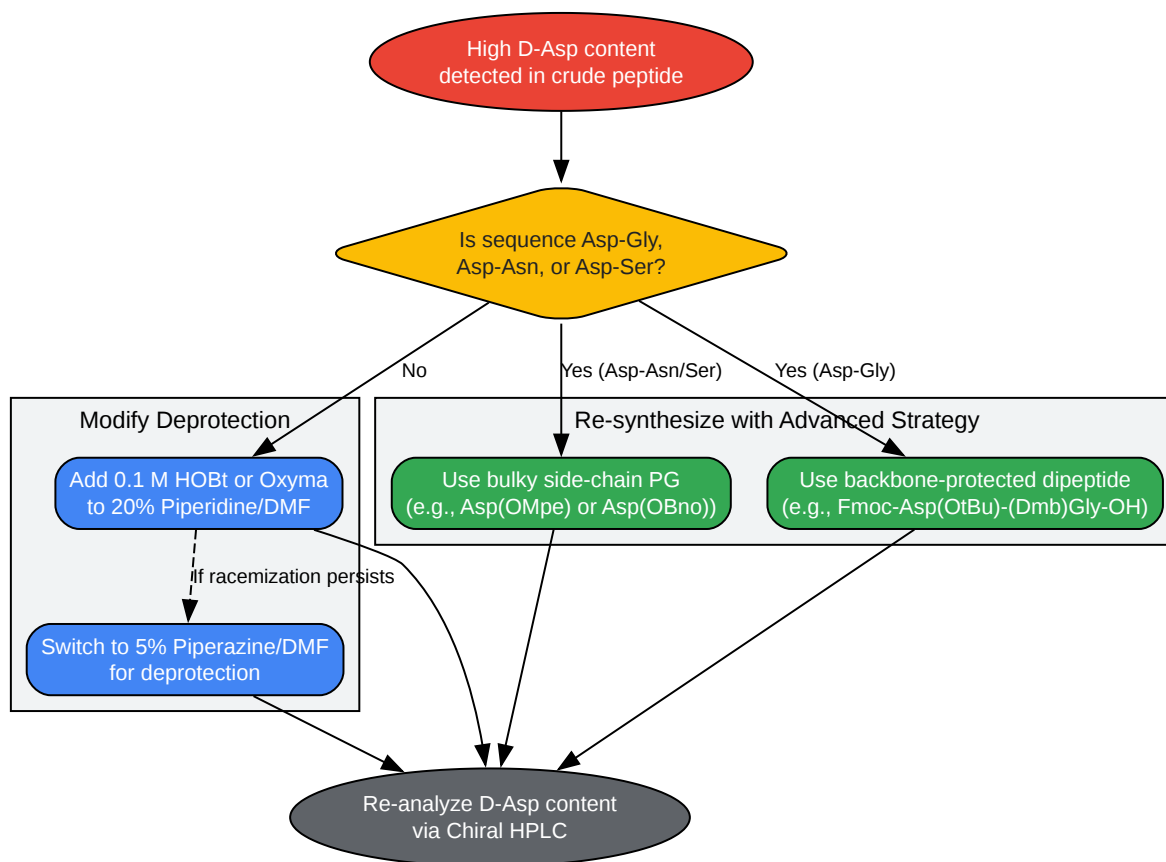 High D-Asp content
detected in crude peptide
Is sequence Asp-Gly,
Asp-Asn, or Asp-Ser?
No
Yes (Asp-Asn/Ser)
Yes (Asp-Gly)
Modify Deprotection
Re-synthesize with Advanced Strategy
Add 0.1 M HOBt or Oxyma
to 20% Piperidine/DMF
Use bulky side-chain PG
(e.g., Asp(OMpe) or Asp(OBno))
Use backbone-protected dipeptide
(e.g., Fmoc-Asp(OtBu)-(Dmb)Gly-OH)
If racemization persists
Switch to 5% Piperazine/DMF
for deprotection
Re-analyze D-Asp content
via Chiral HPLC